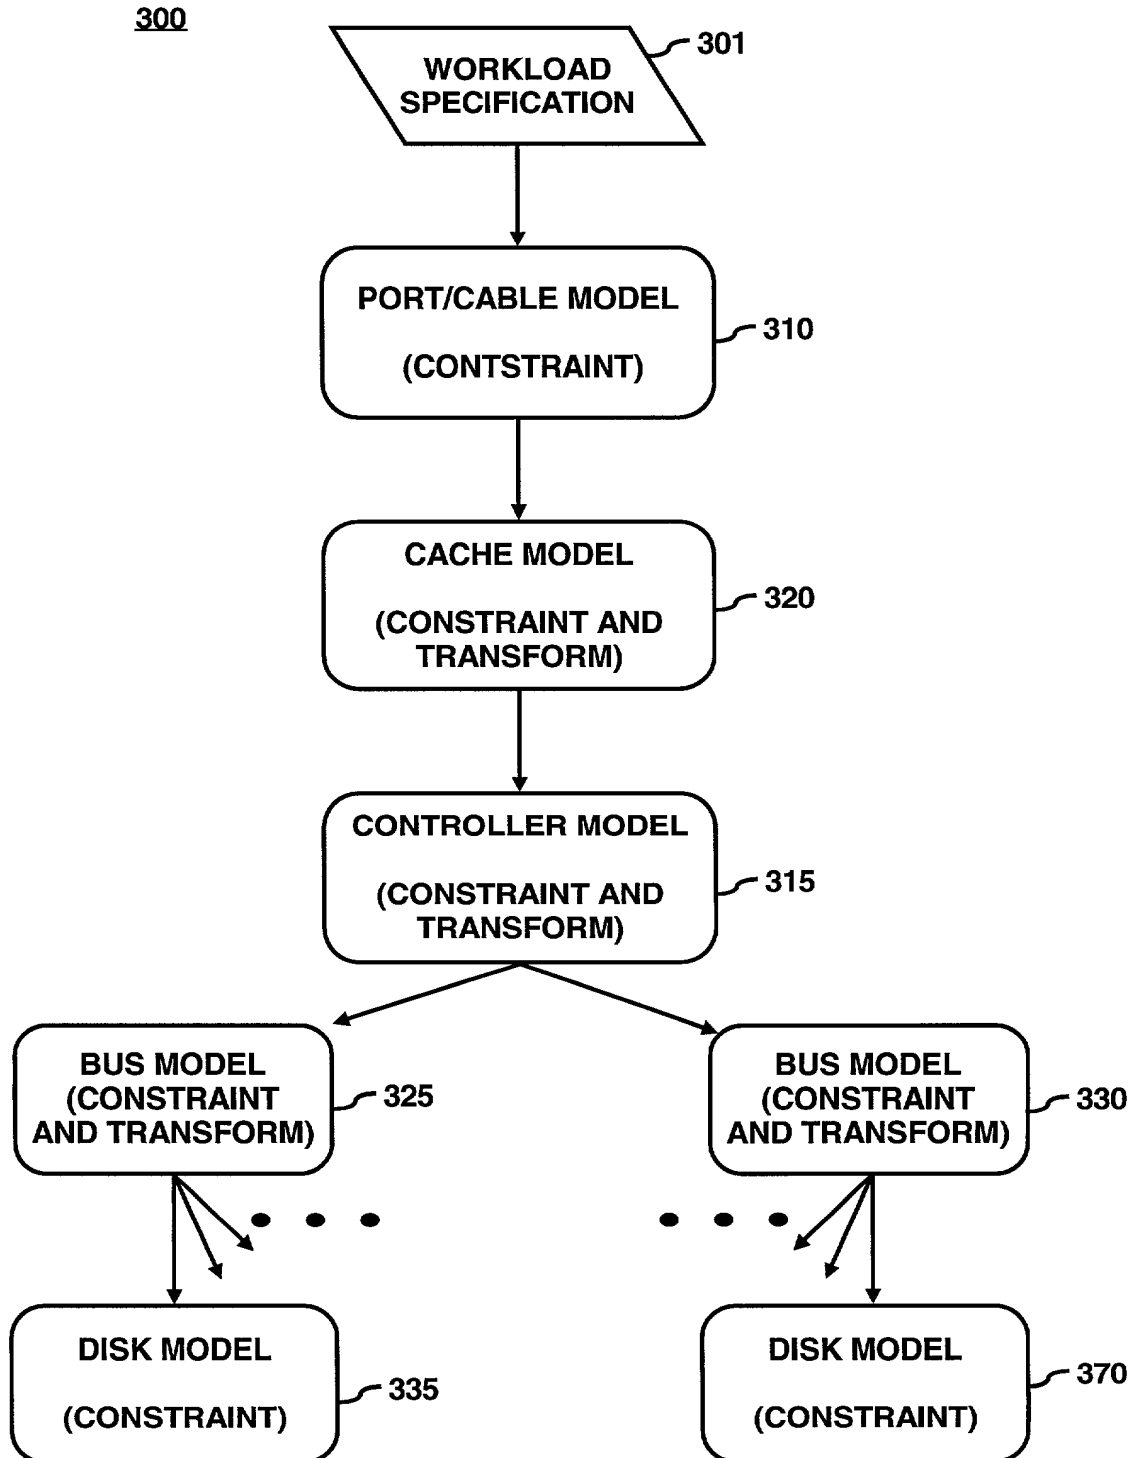 300
301
WORKLOAD
SPECIFICATION
PORT/CABLE MODEL
(CONTSTRAINT)
310
CACHE MODEL
(CONSTRAINT AND
TRANSFORM)
320
CONTROLLER MODEL
(CONSTRAINT AND
TRANSFORM)
315
BUS MODEL
(CONSTRAINT
AND TRANSFORM)
325
BUS MODEL
(CONSTRAINT
AND TRANSFORM)
330
DISK MODEL
(CONSTRAINT)
335
DISK MODEL
(CONSTRAINT)
370